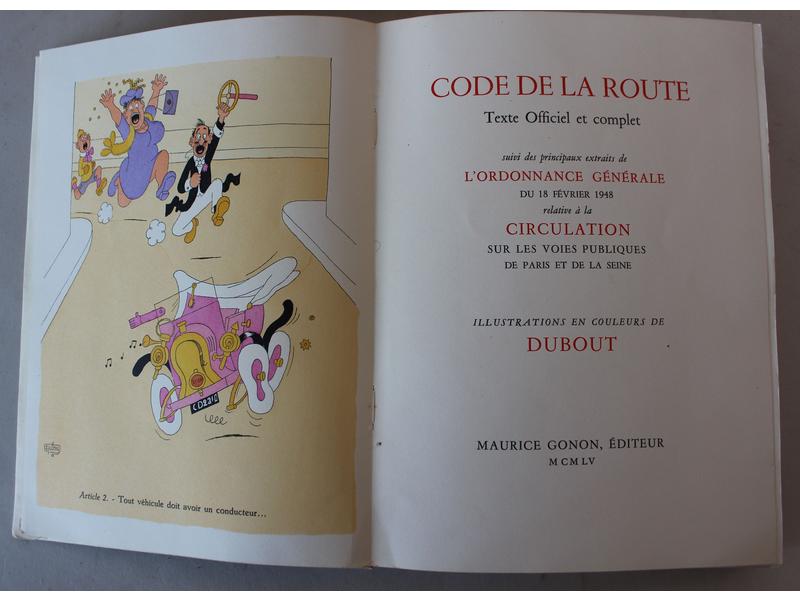 CD2210
Article 2. - Tout véhicule doit avoir un conducteur...
CODE DE LA ROUTE
Texte Officiel et complet
suivi des principaux extraits de
L'ORDONNANCE GÉNÉRALE
DU 18 FÉVRIER 1948
relative à la
CIRCULATION
SUR LES VOIES PUBLIQUES
DE PARIS ET DE LA SEINE
ILLUSTRATIONS EN COULEURS DE
DUBOUT
MAURICE GONON, ÉDITEUR
MCMLV